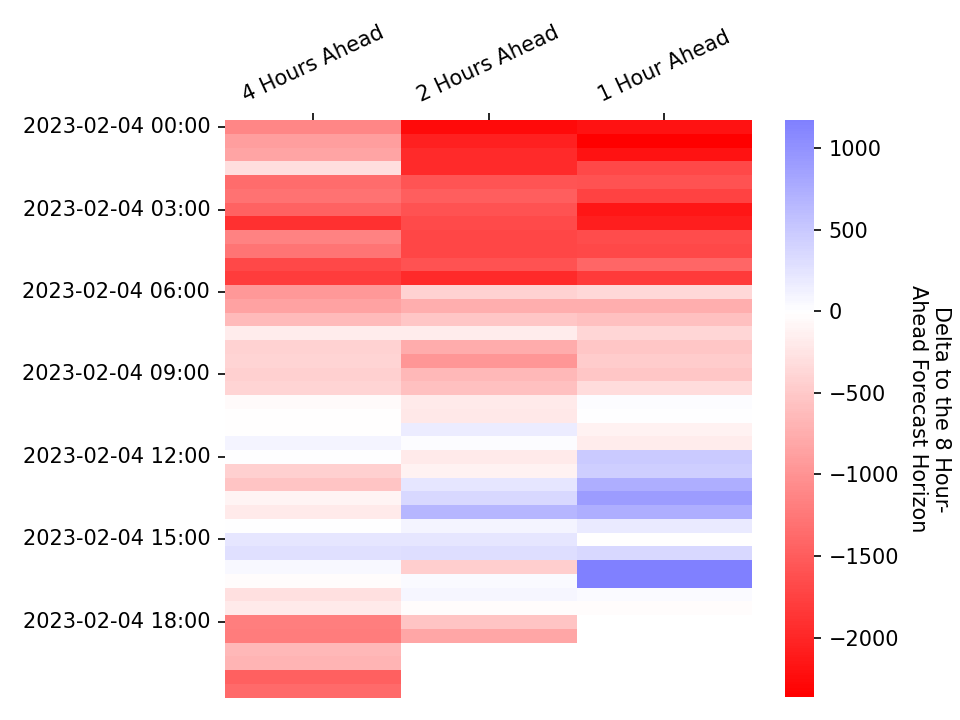 4 Hours Ahead
2 Hours Ahead
1 Hour Ahead
2023-02-04 00:00
2023-02-04 03:00
2023-02-04 06:00
2023-02-04 09:00
2023-02-04 12:00
2023-02-04 15:00
2023-02-04 18:00
1000
500
0
−500
−1000
−1500
−2000
Delta to the 8 Hour-
Ahead Forecast Horizon